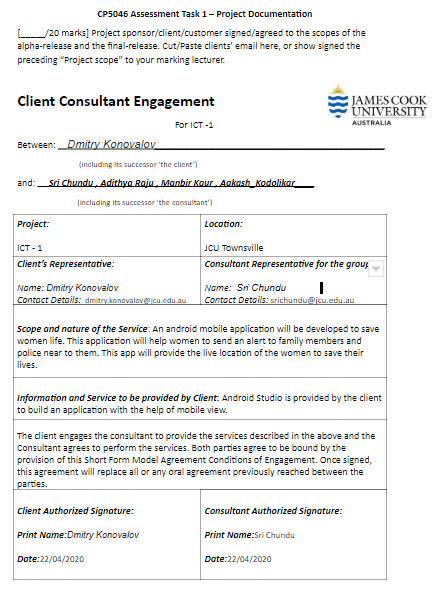 CP5046 Assessment Task 1 – Project Documentation
[_____/20 marks] Project sponsor/client/customer signed/agreed to the scopes of the
alpha-release and the final-release. Cut/Paste clients' email here, or show signed the
preceding "Project scope" to your marking lecturer.
Client Consultant Engagement
JAMES COOK
UNIVERSITY
AUSTRALIA
For ICT -1
Between: Dmitry Konovalov
(including its successor 'the client')
and: Sri Chundu , Adithya Raju , Manbir Kaur , Aakash_Kodolikar
(including its successor 'the consultant')
Project:
ICT - 1
Location:
JCU Townsville
Client's Representative:
Name: Dmitry Konovalov
Contact Details: dmitry.konovalov@jcu.edu.au
Consultant Representative for the group
Name: Sri Chundu
Contact Details: srichundu@jcu.edu.au
Scope and nature of the Service: An android mobile application will be developed to save
women life. This application will help women to send an alert to family members and
police near to them. This app will provide the live location of the women to save their
lives.
Information and Service to be provided by Client: Android Studio is provided by the client
to build an application with the help of mobile view.
The client engages the consultant to provide the services described in the above and the
Consultant agrees to perform the services. Both parties agree to be bound by the
provision of this Short Form Model Agreement Conditions of Engagement. Once signed,
this agreement will replace all or any oral agreement previously reached between the
parties.
Client Authorized Signature:
Print Name:Dmitry Konovalov
Date:22/04/2020
Consultant Authorized Signature:
Print Name:Sri Chundu
Date:22/04/2020